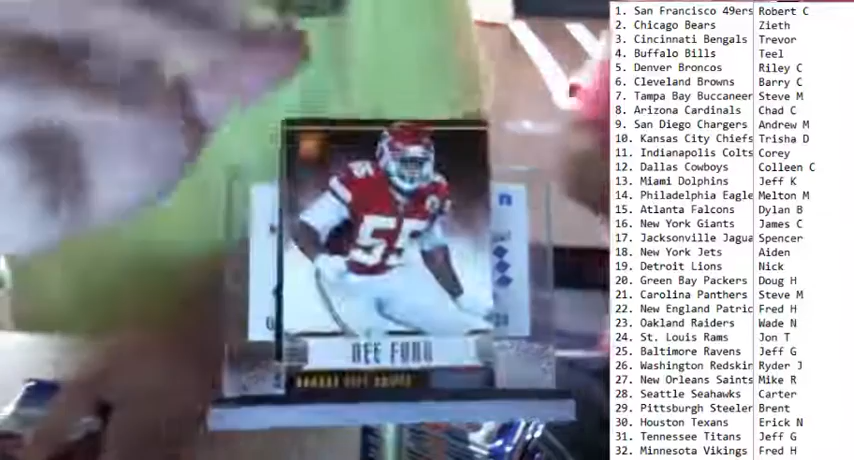 55
DEE FORD
1. San Francisco 49ers Robert C
2. Chicago Bears Zieth
3. Cincinnati Bengals Trevor
4. Buffalo Bills Teel
5. Denver Broncos Riley C
6. Cleveland Browns Barry C
7. Tampa Bay Buccaneer Steve M
8. Arizona Cardinals Chad C
9. San Diego Chargers Andrew M
10. Kansas City Chiefs Trisha D
11. Indianapolis Colts Corey
12. Dallas Cowboys Colleen C
13. Miami Dolphins Jeff K
14. Philadelphia Eagle Melton M
15. Atlanta Falcons Dylan B
16. New York Giants James C
17. Jacksonville Jagua Spencer
18. New York Jets Aiden
19. Detroit Lions Nick
20. Green Bay Packers Doug H
21. Carolina Panthers Steve M
22. New England Patric Fred H
23. Oakland Raiders Wade N
24. St. Louis Rams Jon T
25. Baltimore Ravens Jeff G
26. Washington Redskin Ryder J
27. New Orleans Saints Mike R
28. Seattle Seahawks Carter
29. Pittsburgh Steeler Brent
30. Houston Texans Erick N
31. Tennessee Titans Jeff G
32. Minnesota Vikings Fred H